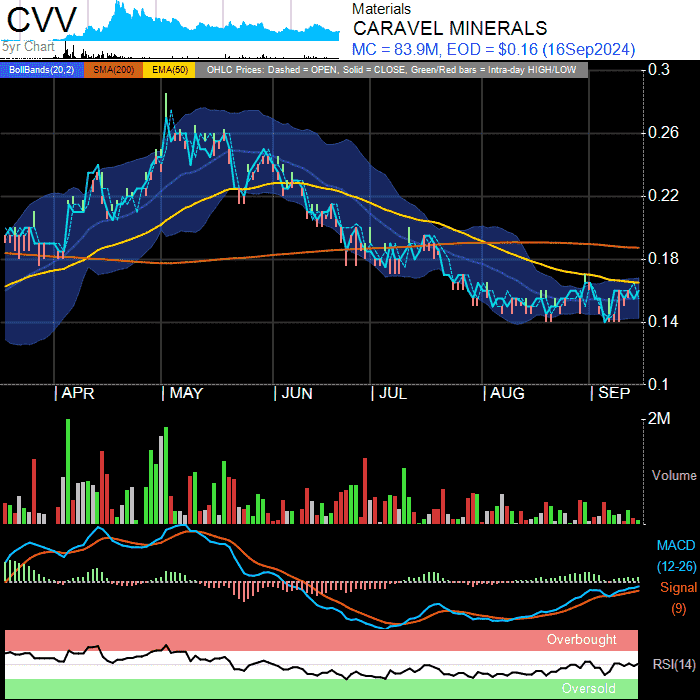 CVV
5yr Chart
Materials
CARAVEL MINERALS
MC = 83.9M, EOD = $0.16 (16Sep2024)
BollBands(20,2) SMA(200) EMA(50) OHLC Prices: Dashed = OPEN, Solid = CLOSE, Green/Red bars = Intra-day HIGH/LOW
0.3
0.26
0.22
0.18
0.14
0.1
APR MAY JUN JUL AUG SEP
2M
Volume
MACD
(12-26)
Signal
(9)
Overbought
RSI(14)
Oversold